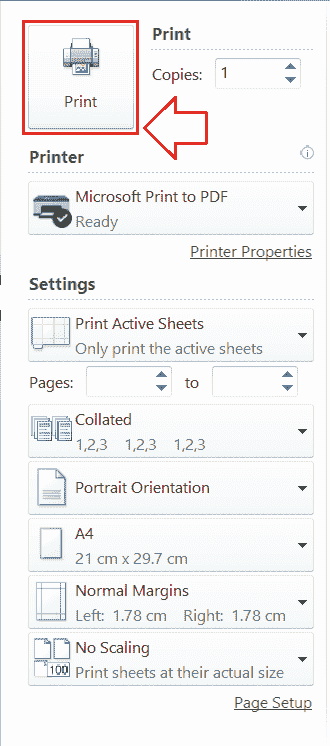 Print
Copies: 1
Print
Printer
Microsoft Print to PDF
Ready
Printer Properties
Settings
Print Active Sheets
Only print the active sheets
Pages: to
Collated
1,2,3 1,2,3 1,2,3
Portrait Orientation
A4
21 cm x 29.7 cm
Normal Margins
Left: 1.78 cm Right: 1.78 cm
No Scaling
100
Print sheets at their actual size
Page Setup